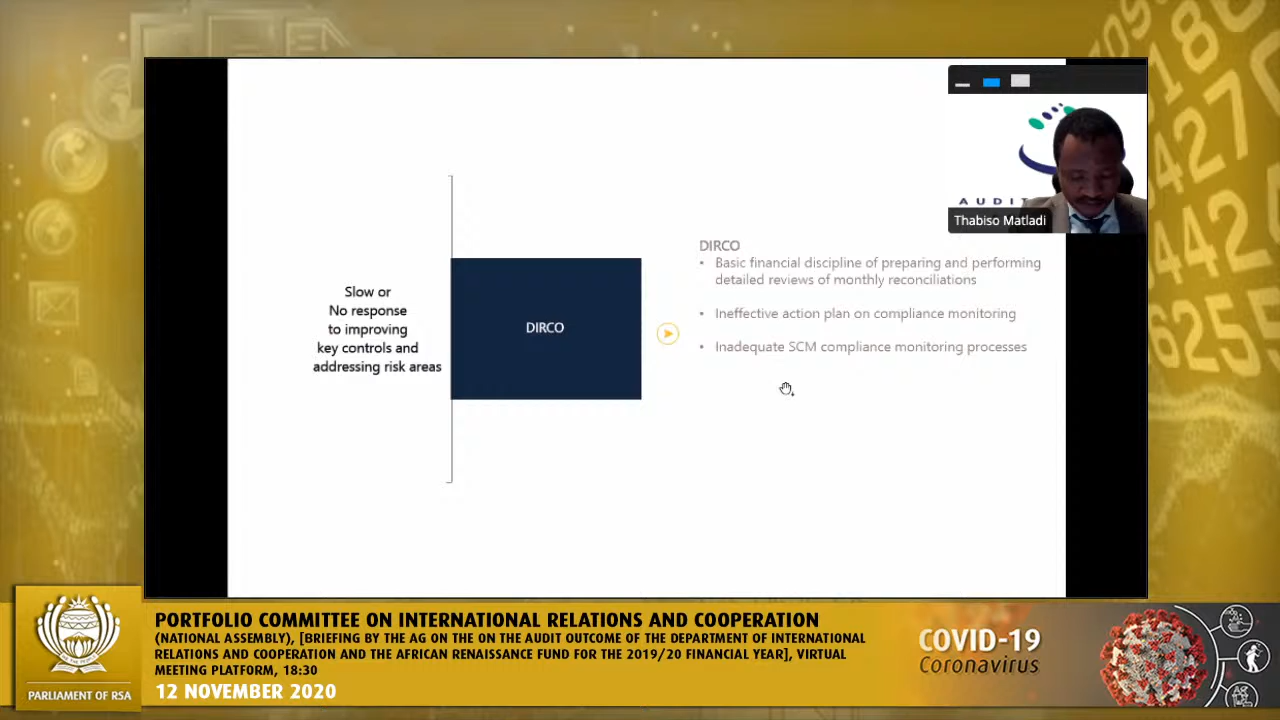 AUDIT
Thabiso Matladi
Slow or
No response
to improving
key controls and
addressing risk areas
DIRCO
DIRCO
• Basic financial discipline of preparing and performing
detailed reviews of monthly reconciliations
• Ineffective action plan on compliance monitoring
• Inadequate SCM compliance monitoring processes
PARLIAMENT OF RSA
PORTFOLIO COMMITTEE ON INTERNATIONAL RELATIONS AND COOPERATION
(NATIONAL ASSEMBLY), [BRIEFING BY THE AG ON THE ON THE AUDIT OUTCOME OF THE DEPARTMENT OF INTERNATIONAL
RELATIONS AND COOPERATION AND THE AFRICAN RENAISSANCE FUND FOR THE 2019/20 FINANCIAL YEAR], VIRTUAL
MEETING PLATFORM, 18:30
12 NOVEMBER 2020
COVID-19
Coronavirus